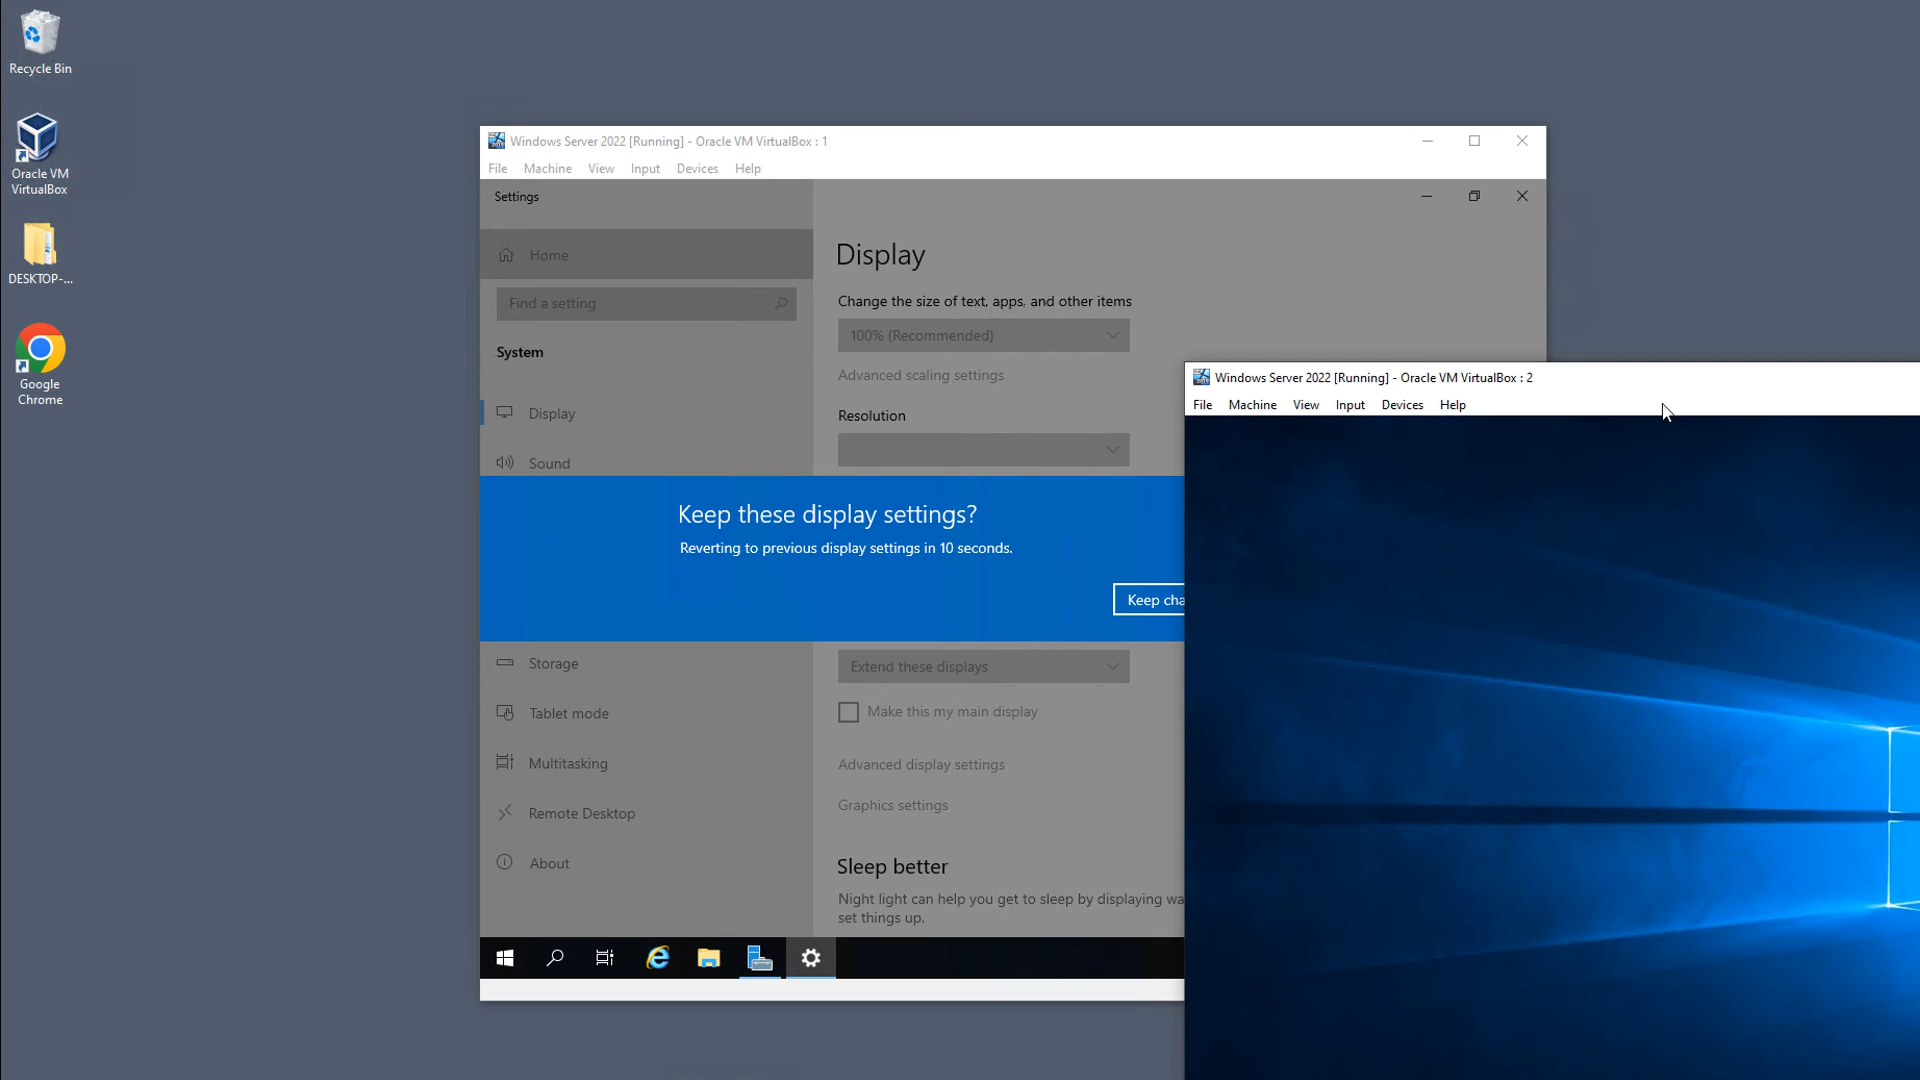 Recycle Bin
Oracle VM
VirtualBox
DESKTOP-...
Google
Chrome
Windows Server 2022 [Running] - Oracle VM VirtualBox : 1
File Machine View Input Devices Help
Settings
Home
Find a setting
System
Display
Sound
Storage
Tablet mode
Multitasking
Remote Desktop
About
Display
Change the size of text, apps, and other items
100% (Recommended)
Advanced scaling settings
Resolution
Keep these display settings?
Reverting to previous display settings in 10 seconds.
Keep cha
Extend these displays
Make this my main display
Advanced display settings
Graphics settings
Sleep better
Night light can help you get to sleep by displaying wa
set things up.
Windows Server 2022 [Running] - Oracle VM VirtualBox : 2
File Machine View Input Devices Help